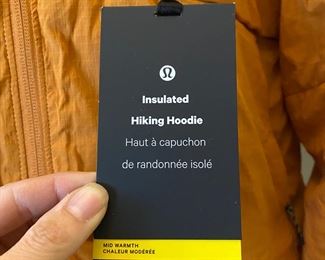 Insulated
Hiking Hoodie
Haut à capuchon
de randonnée isolé
MID WARMTH
CHALEUR MODÉRÉE